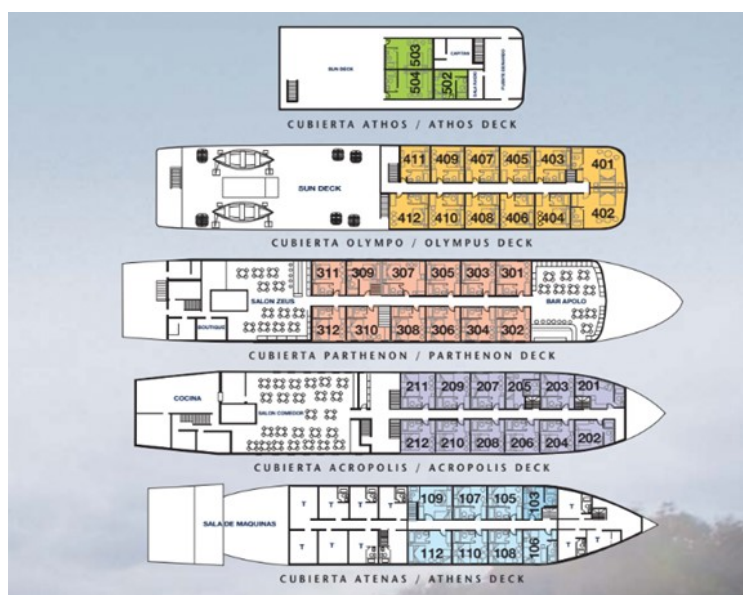 503
CAPITAN
SUN DECK
504
502
PUENTE DE MANDO
CUBIERTA ATHOS / ATHOS DECK
411 409 407 405 403 401
SUN DECK
412 410 408 406 404 402
CUBIERTA OLYMPO / OLYMPUS DECK
311 309 307 305 303 301
SALON ZEUS
BAR APOLO
BOUTIQUE
312 310 308 306 304 302
CUBIERTA PARTHENON / PARTHENON DECK
211 209 207 205 203 201
COCINA
SALON COMEDOR
212 210 208 206 204 202
CUBIERTA ACROPOLIS / ACROPOLIS DECK
109 107 105 103
T T T T T
SALA DE MAQUINAS
T T T T T
112 110 108 106
CUBIERTA ATENAS / ATHENS DECK